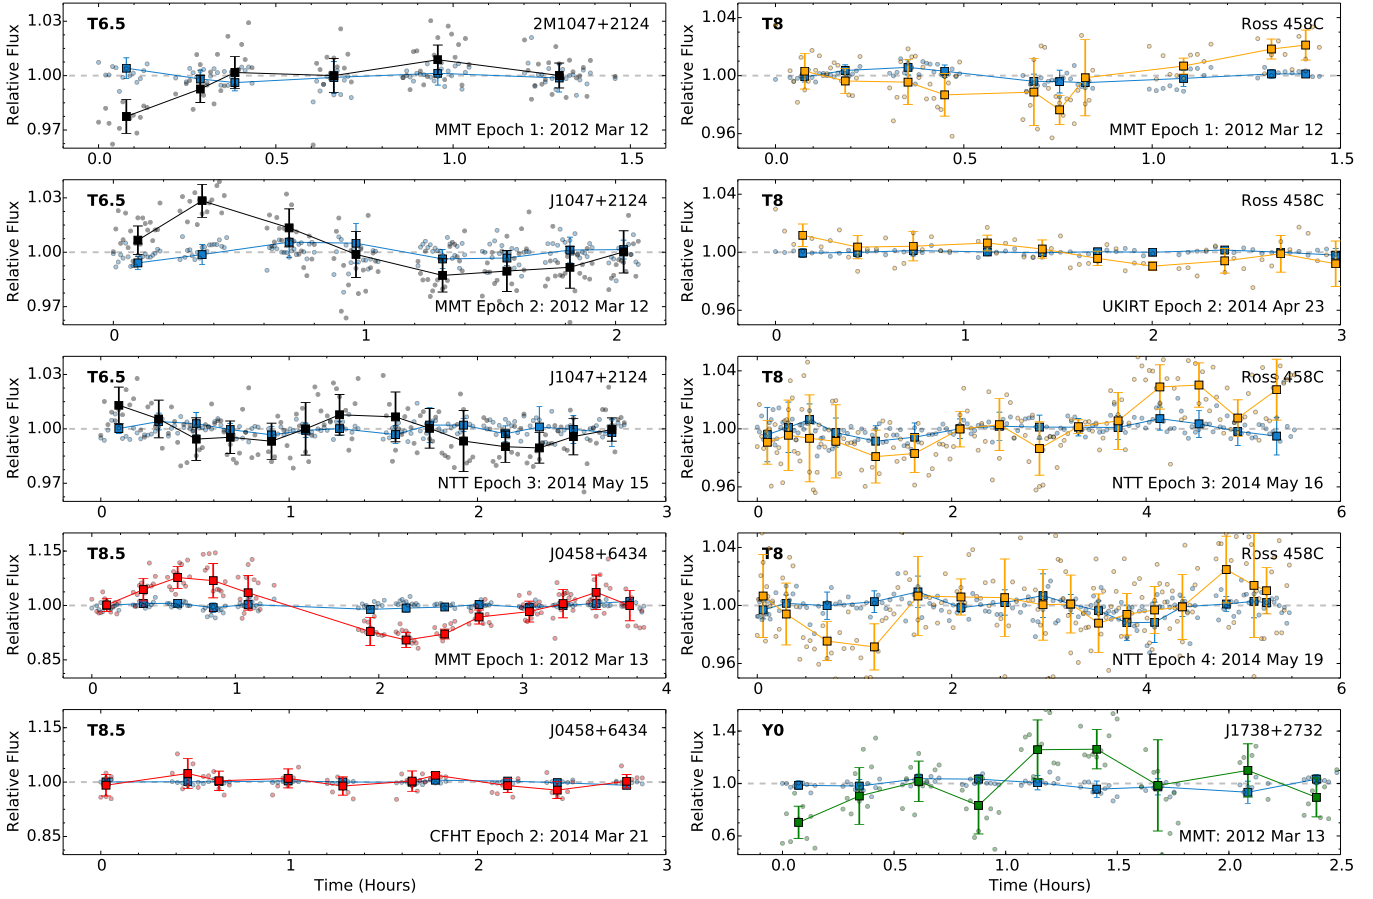 Relative Flux
1.03
1.00
0.97
T6.5
2M1047+2124
MMT Epoch 1: 2012 Mar 12
0.0 0.5 1.0 1.5
Relative Flux
1.04
1.00
0.96
T8
Ross 458C
MMT Epoch 1: 2012 Mar 12
0.0 0.5 1.0 1.5
Relative Flux
1.03
1.00
0.97
T6.5
J1047+2124
MMT Epoch 2: 2012 Mar 12
0 1 2
Relative Flux
1.04
1.00
0.96
T8
Ross 458C
UKIRT Epoch 2: 2014 Apr 23
0 1 2 3
Relative Flux
1.03
1.00
0.97
T6.5
J1047+2124
NTT Epoch 3: 2014 May 15
0 1 2 3
Relative Flux
1.04
1.00
0.96
T8
Ross 458C
NTT Epoch 3: 2014 May 16
0 2 4 6
Relative Flux
1.15
1.00
0.85
T8.5
J0458+6434
MMT Epoch 1: 2012 Mar 13
0 1 2 3 4
Relative Flux
1.04
1.00
0.96
T8
Ross 458C
NTT Epoch 4: 2014 May 19
0 2 4 6
Relative Flux
1.15
1.00
0.85
T8.5
J0458+6434
CFHT Epoch 2: 2014 Mar 21
0 1 2 3
Time (Hours)
Relative Flux
1.4
1.0
0.6
Y0
J1738+2732
MMT: 2012 Mar 13
0.0 0.5 1.0 1.5 2.0 2.5
Time (Hours)